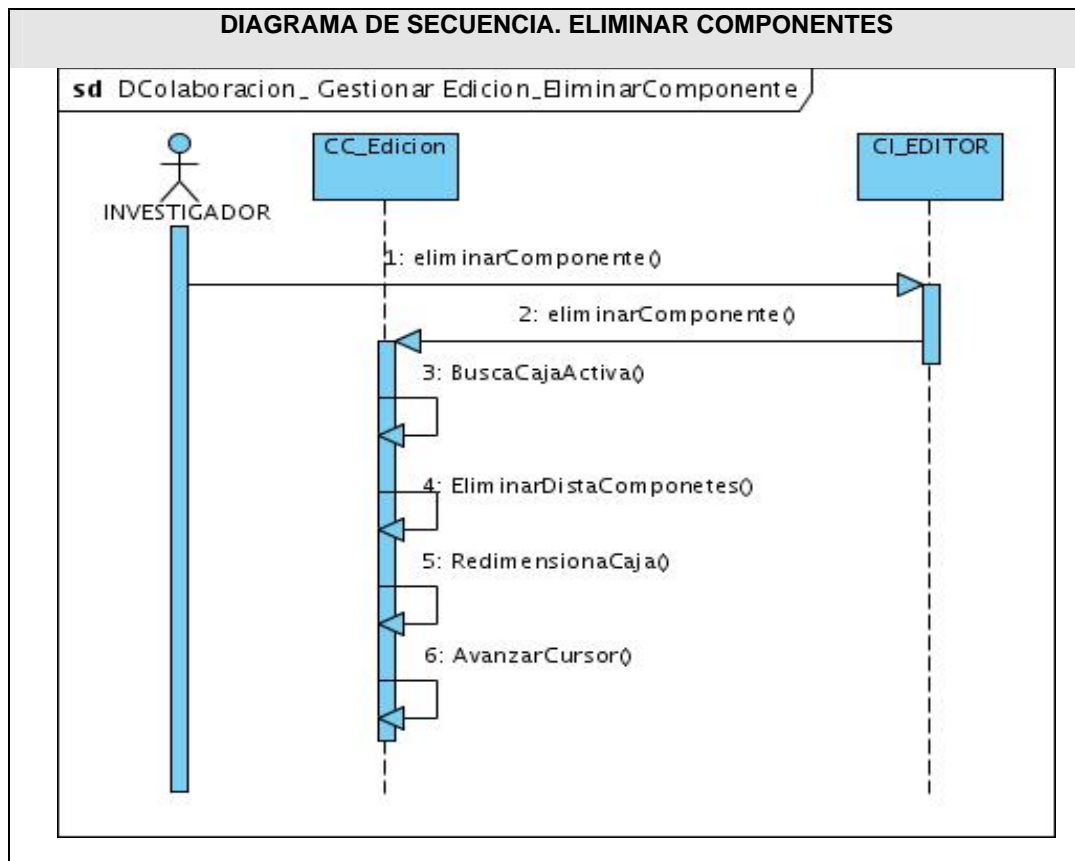 DIAGRAMA DE SECUENCIA. ELIMINAR COMPONENTES
sd DColaboracion_ Gestionar Edicion_EliminarComponente
CC_Edicion
CI_EDITOR
INVESTIGADOR
1: eliminarComponente()
2: eliminarComponente()
3: BuscaCajaActiva()
4: EliminarDistaComponetes()
5: RedimensionaCaja()
6: AvanzarCursor()